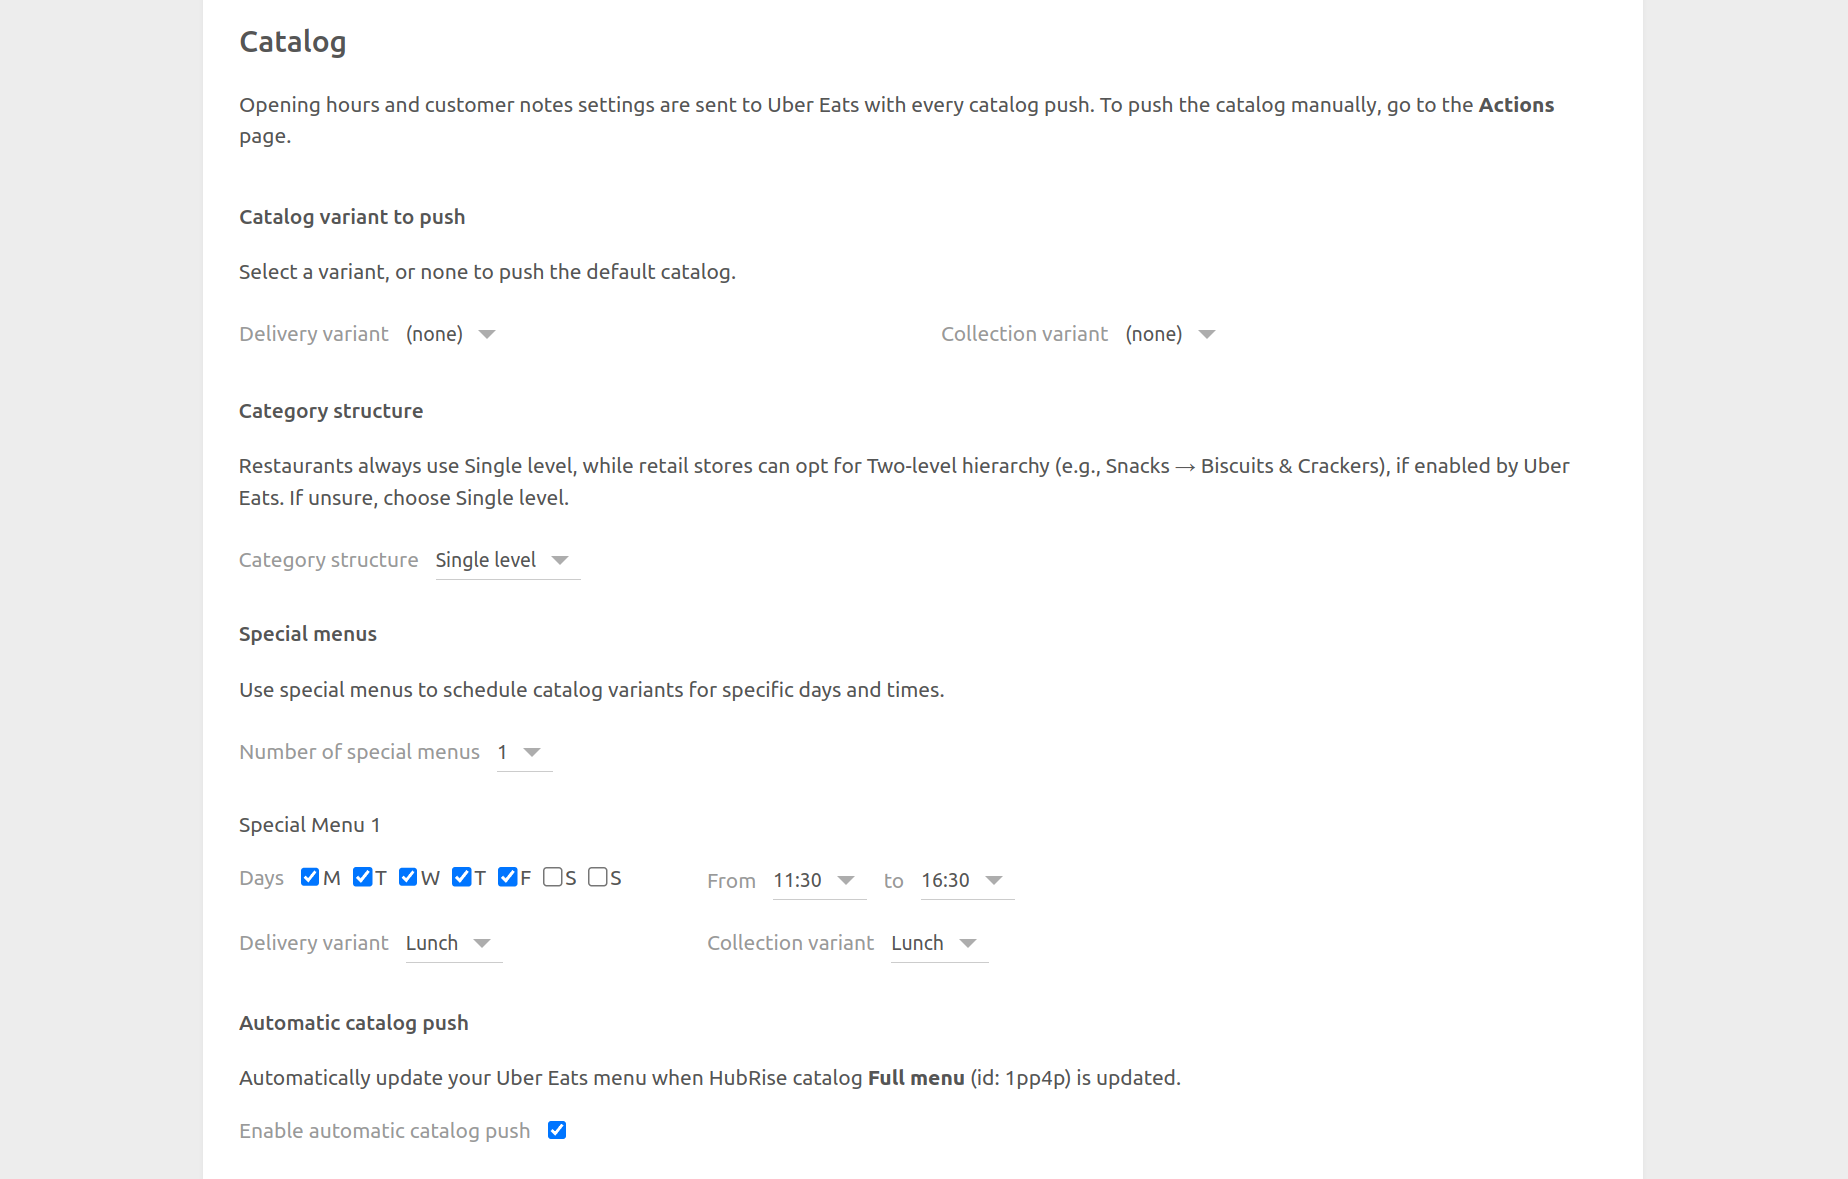 Catalog
Opening hours and customer notes settings are sent to Uber Eats with every catalog push. To push the catalog manually, go to the Actions
page.
Catalog variant to push
Select a variant, or none to push the default catalog.
Delivery variant (none) Collection variant (none)
Category structure
Restaurants always use Single level, while retail stores can opt for Two-level hierarchy (e.g., Snacks → Biscuits & Crackers), if enabled by Uber
Eats. If unsure, choose Single level.
Category structure Single level
Special menus
Use special menus to schedule catalog variants for specific days and times.
Number of special menus 1
Special Menu 1
Days M T W T F S S From 11:30 to 16:30
Delivery variant Lunch Collection variant Lunch
Automatic catalog push
Automatically update your Uber Eats menu when HubRise catalog Full menu (id: 1pp4p) is updated.
Enable automatic catalog push